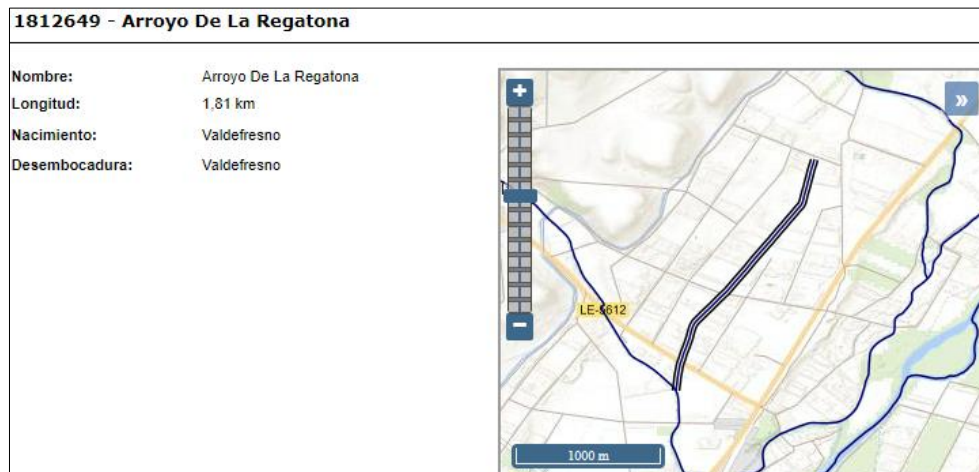 1812649 - Arroyo De La Regatona
Nombre: Arroyo De La Regatona
Longitud: 1,81 km
Nacimiento: Valdefresno
Desembocadura: Valdefresno
+
»
LE-5612
−
1000 m